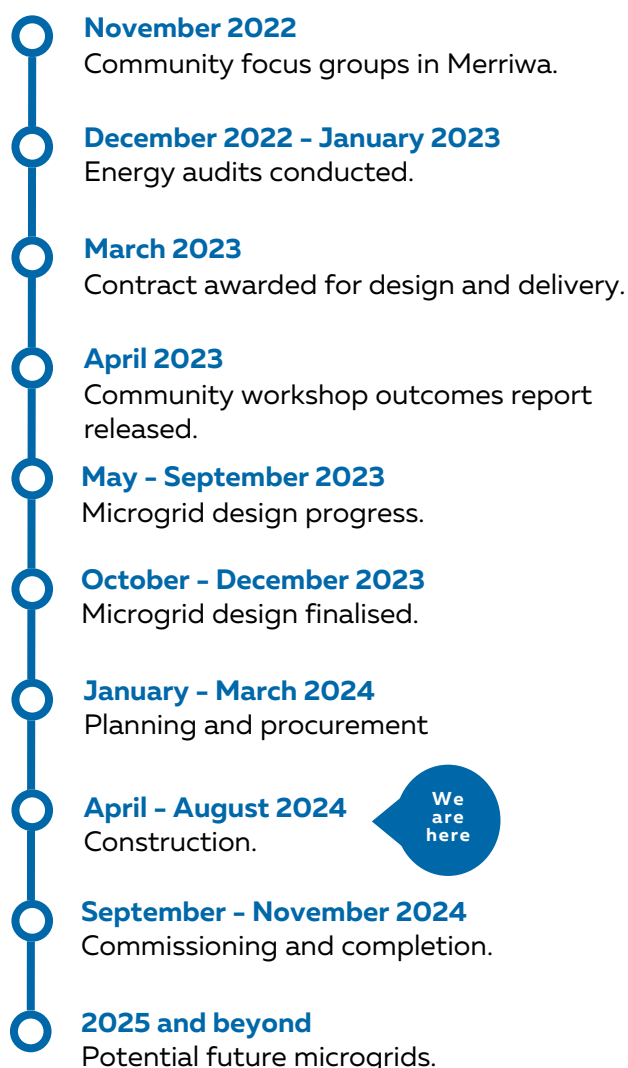 November 2022
Community focus groups in Merriwa.
December 2022 - January 2023
Energy audits conducted.
March 2023
Contract awarded for design and delivery.
April 2023
Community workshop outcomes report
released.
May - September 2023
Microgrid design progress.
October - December 2023
Microgrid design finalised.
January - March 2024
Planning and procurement
April - August 2024
Construction.
We
are
here
September - November 2024
Commissioning and completion.
2025 and beyond
Potential future microgrids.